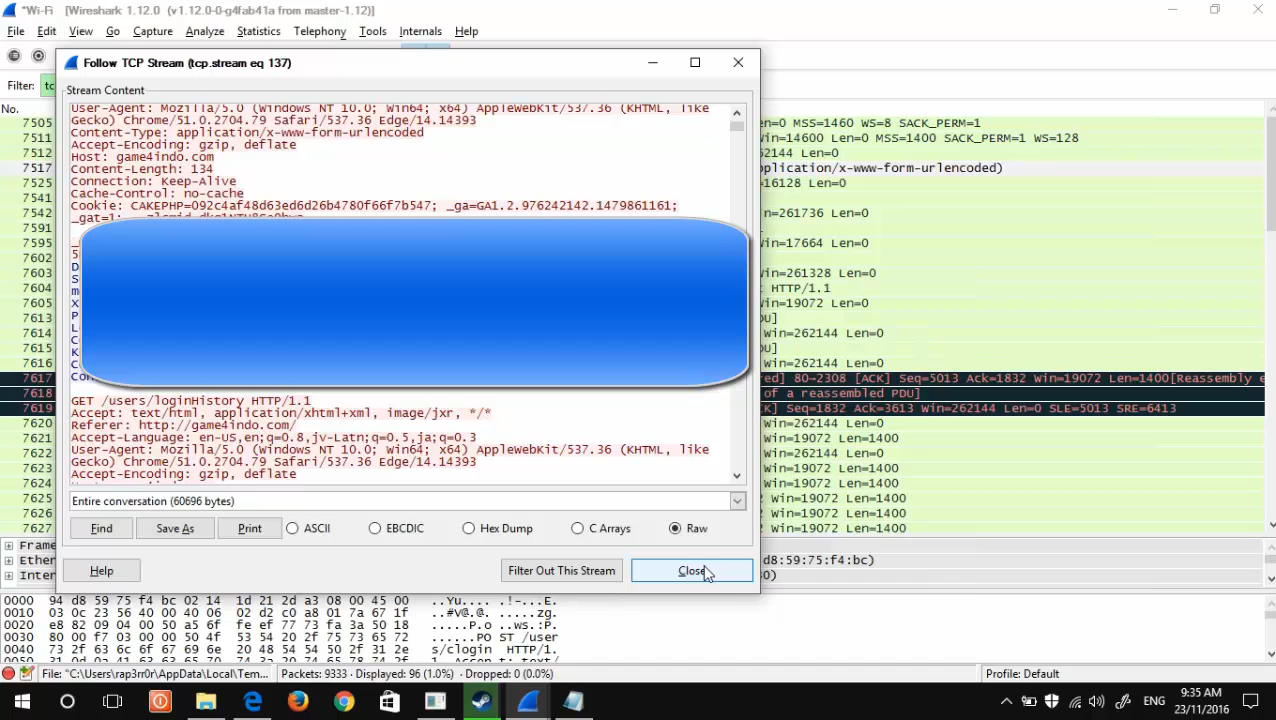 *Wi-Fi [Wireshark 1.12.0 (v1.12.0-0-g4fab41a from master-1.12)]
File Edit View Go Capture Analyze Statistics Telephony Tools Internals Help
Filter: tc
Follow TCP Stream (tcp.stream eq 137)
Stream Content
User-Agent: Mozilla/5.0 (Windows NT 10.0; Win64; x64) AppleWebKit/537.36 (KHTML, like
Gecko) Chrome/51.0.2704.79 Safari/537.36 Edge/14.14393
Content-Type: application/x-www-form-urlencoded
Accept-Encoding: gzip, deflate
Host: game4indo.com
Content-Length: 134
Connection: Keep-Alive
Cache-Control: no-cache
Cookie: CAKEPHP=092c4af48d63ed6d26b4780f66f7b547; _ga=GA1.2.976242142.1479861161;
_gat=1;
GET /users/loginHistory HTTP/1.1
Accept: text/html, application/xhtml+xml, image/jxr, */*
Referer: http://game4indo.com/
Accept-Language: en-US,en;q=0.8,jv-Latn;q=0.5,ja;q=0.3
User-Agent: Mozilla/5.0 (Windows NT 10.0; Win64; x64) AppleWebKit/537.36 (KHTML, like
Gecko) Chrome/51.0.2704.79 Safari/537.36 Edge/14.14393
Accept-Encoding: gzip, deflate
Entire conversation (60696 bytes)
Find Save As Print ASCII EBCDIC Hex Dump C Arrays Raw
Help Filter Out This Stream Close
No.
7505 en=0 MSS=1460 WS=8 SACK_PERM=1
7511 in=14600 Len=0 MSS=1400 SACK_PERM=1 WS=128
7512 262144 Len=0
7517 pplication/x-www-form-urlencoded)
7525 =16128 Len=0
7541
7542 in=261736 Len=0
7591
7595 in=17664 Len=0
7602
7603 in=261328 Len=0
7604 HTTP/1.1
7605 in=19072 Len=0
7613 DU]
7614 in=262144 Len=0
7615 DU]
7616 in=262144 Len=0
7617 ed] 80→2308 [ACK] Seq=5013 Ack=1832 Win=19072 Len=1400[Reassembly e
7618 of a reassembled PDU]
7619 K] Seq=1832 Ack=3613 Win=262144 Len=0 SLE=5013 SRE=6413
7620 in=262144 Len=0
7621 in=19072 Len=1400
7622 in=262144 Len=0
7623 in=19072 Len=1400
7624 in=19072 Len=1400
7625 in=19072 Len=1400
7626 in=19072 Len=1400
7627 in=19072 Len=1400
Frame
Ether d8:59:75:f4:bc)
Inter
0000 94 d8 59 75 f4 bc 02 14 1d 21 2d a3 08 00 45 00 ..Yu.... .!-...E.
0010 03 0c 23 56 40 00 40 06 02 d2 c0 a8 01 7a 67 1f ..#V@.@. .....zg.
0020 e8 82 09 04 00 50 a5 6f fe ef 77 73 fa 3a 50 18 .....P.o ..ws.:P.
0030 80 00 f7 03 00 00 50 4f 53 54 20 2f 75 73 65 72 ......PO ST /user
0040 73 2f 63 6c 6f 67 69 6e 20 48 54 54 50 2f 31 2e s/clogin HTTP/1.
File: "C:\Users\rap3rr0r\AppData\Local\Tem... Packets: 9333 · Displayed: 96 (1.0%) · Dropped: 0 (0.0%) Profile: Default
ENG
9:35 AM
23/11/2016